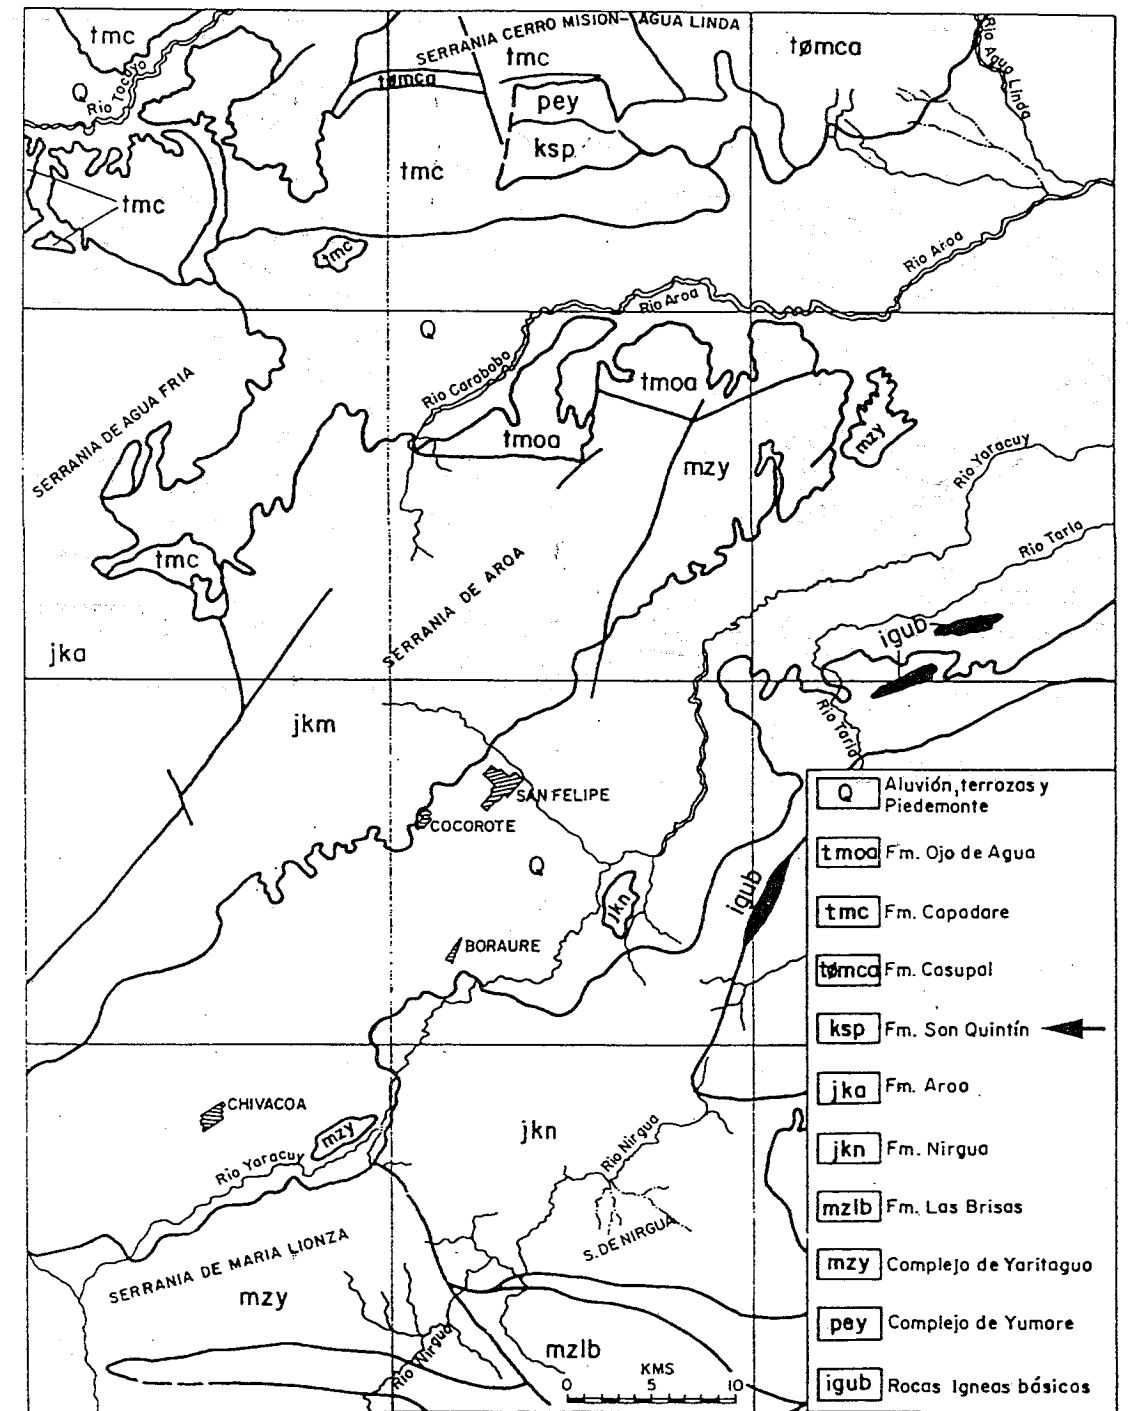 tmc
SERRANIA CERRO MISION-AGUA LINDA
tmc
tømca
Rio Agua Linda
Q
Rio Tocuyo
tømca
pey
ksp
tmc
tmc
tmc
Rio Aroa
Rio Aroa
Q
Rio Carabobo
SERRANIA DE AGUA FRIA
tmoa
tmoa
mzy
mzy
Rio Yaracuy
Rio Tarla
tmc
SERRANIA DE AROA
igub
jka
jkm
Rio Tarla
SAN FELIPE
COCOROTE
Q
igub
jkn
BORAURE
CHIVACOA
mzy
jkn
Rio Nirgua
Rio Yaracuy
S. DE NIRGUA
SERRANIA DE MARIA LIONZA
mzy
Rio Nirgua
mzlb
KMS
0 5 10
Q Aluvión, terrazas y
Piedemonte
tmoa Fm. Ojo de Agua
tmc Fm. Capadare
tømca Fm. Casupal
ksp Fm. San Quintín
jka Fm. Aroa
jkn Fm. Nirgua
mzlb Fm. Las Brisas
mzy Complejo de Yaritagua
pey Complejo de Yumare
igub Rocas Igneas básicas